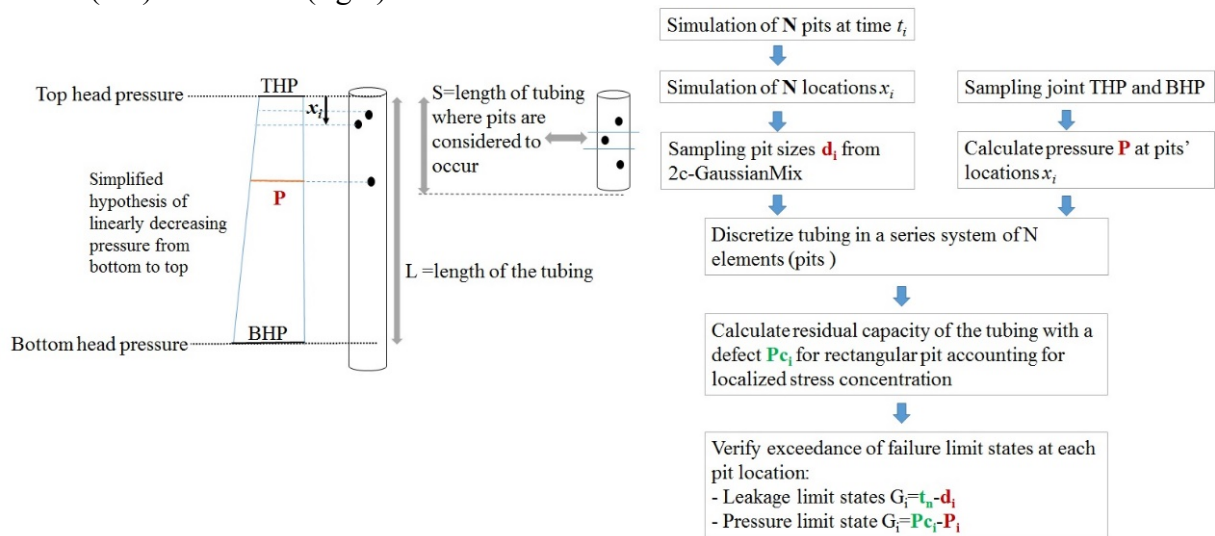 Top head pressure
THP
x_i
Simplified
hypothesis of
linearly decreasing
pressure from
bottom to top
P
BHP
Bottom head pressure
S=length of tubing
where pits are
considered to
occur
L =length of the tubing
Simulation of N pits at time t_i
Simulation of N locations x_i
Sampling pit sizes d_i from
2c-GaussianMix
Sampling joint THP and BHP
Calculate pressure P at pits'
locations x_i
Discretize tubing in a series system of N
elements (pits )
Calculate residual capacity of the tubing with a
defect Pc_i for rectangular pit accounting for
localized stress concentration
Verify exceedance of failure limit states at each
pit location:
- Leakage limit states G_i=t_n-d_i
- Pressure limit state G_i=Pc_i-P_i